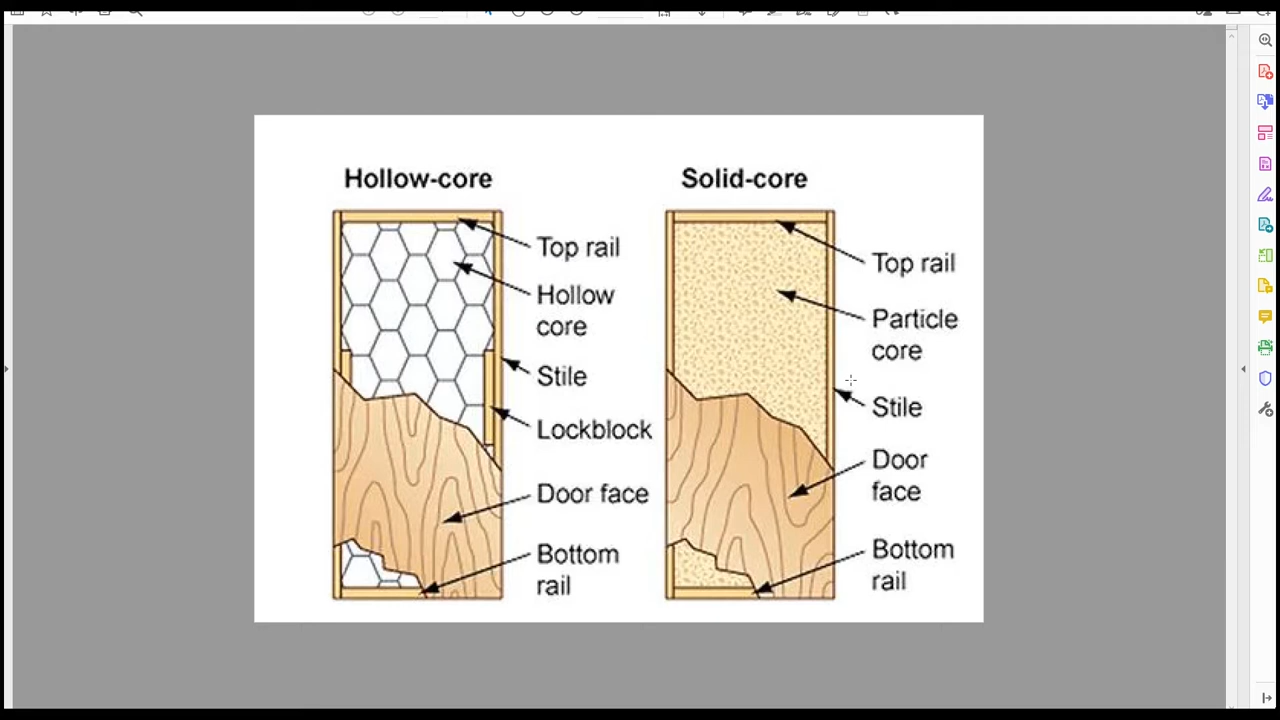 Hollow-core
Top rail
Hollow
core
Stile
Lockblock
Door face
Bottom
rail
Solid-core
Top rail
Particle
core
Stile
Door
face
Bottom
rail